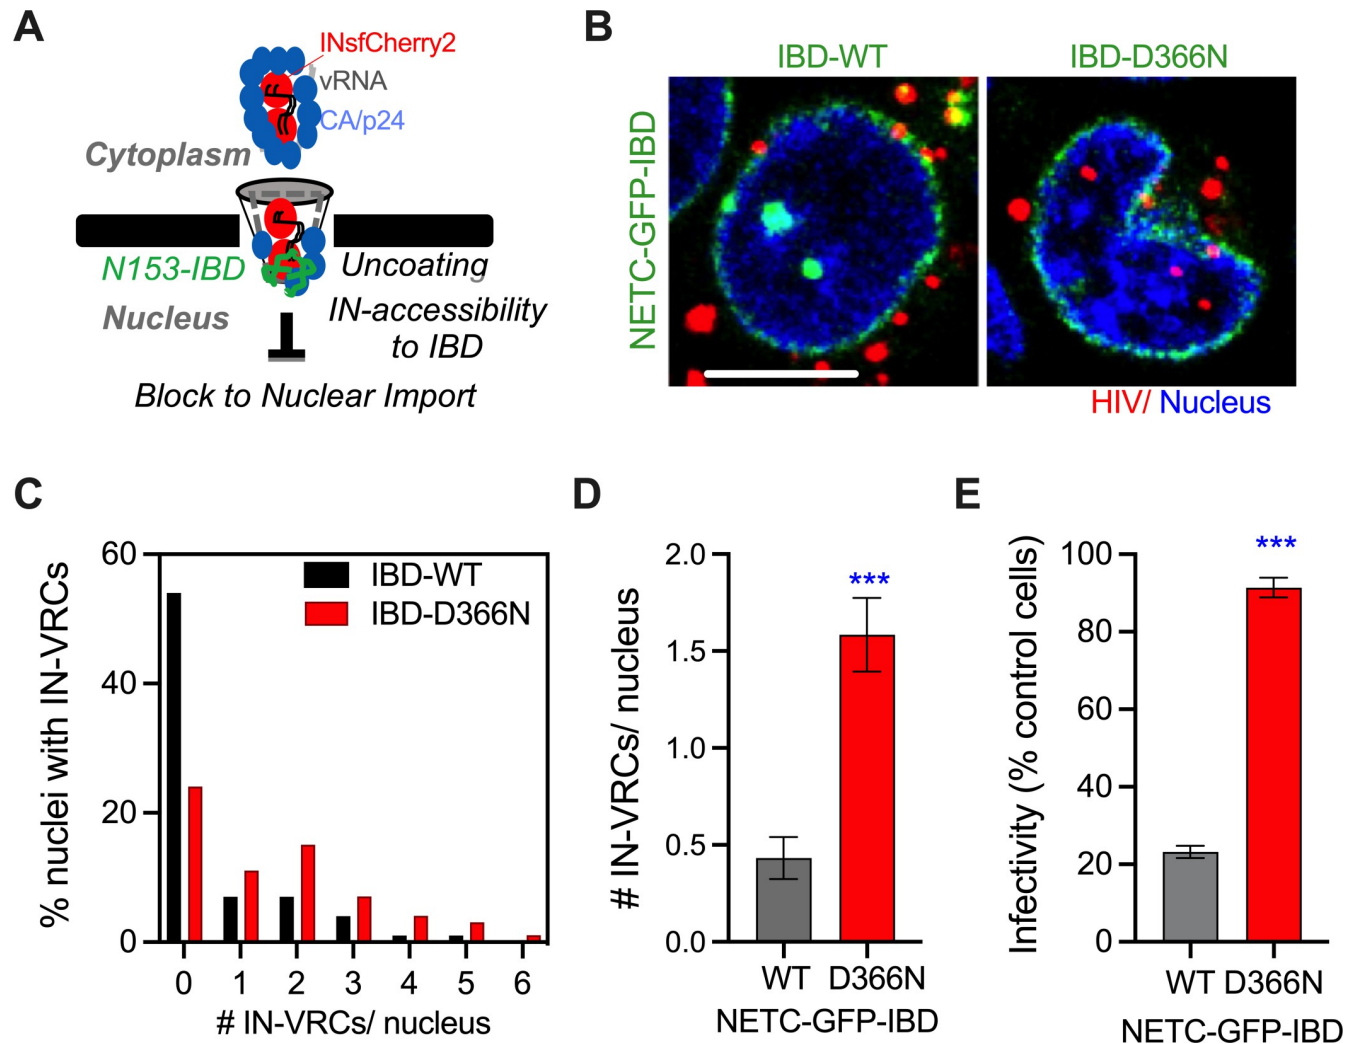 A
INsfCherry2
vRNA
CA/p24
Cytoplasm
N153-IBD
Nucleus
Uncoating
IN-accessibility
to IBD
Block to Nuclear Import
B
IBD-WT
IBD-D366N
NETC-GFP-IBD
HIV/ Nucleus
C
% nuclei with IN-VRCs
60
40
20
0
IBD-WT
IBD-D366N
0 1 2 3 4 5 6
# IN-VRCs/ nucleus
D
# IN-VRCs/ nucleus
2.0
1.5
1.0
0.5
0.0
***
WT D366N
NETC-GFP-IBD
E
Infectivity (% control cells)
100
80
60
40
20
0
***
WT D366N
NETC-GFP-IBD